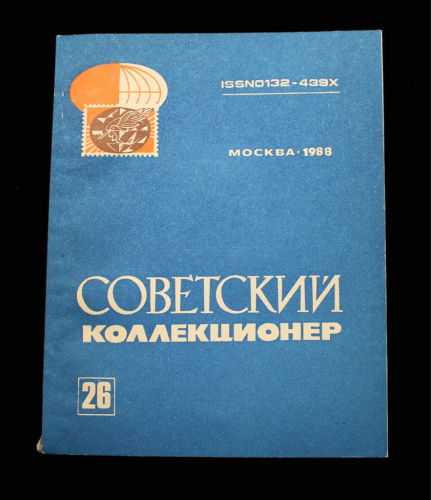 ISSN0132-439X
МОСКВА·1988
СОВЕТСКИЙ
КОЛЛЕКЦИОНЕР
26